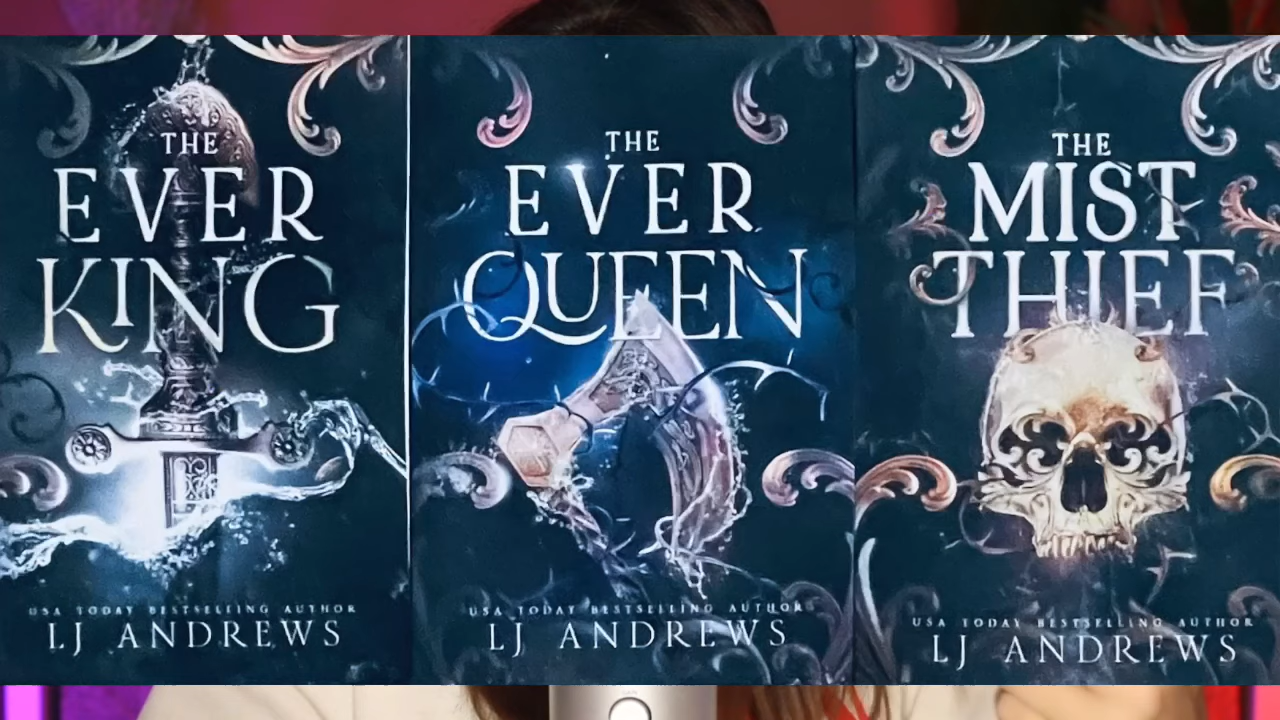 THE
EVER
KING
USA TODAY BESTSELLING AUTHOR
LJ ANDREWS
THE
EVER
QUEEN
USA TODAY BESTSELLING AUTHOR
LJ ANDREWS
THE
MIST
THIEF
USA TODAY BESTSELLING AUTHOR
LJ ANDREWS